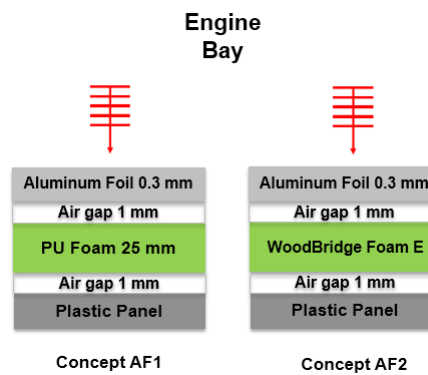 Engine
Bay
Aluminum Foil 0.3 mm
Air gap 1 mm
PU Foam 25 mm
Air gap 1 mm
Plastic Panel
Concept AF1
Aluminum Foil 0.3 mm
Air gap 1 mm
WoodBridge Foam E
Air gap 1 mm
Plastic Panel
Concept AF2